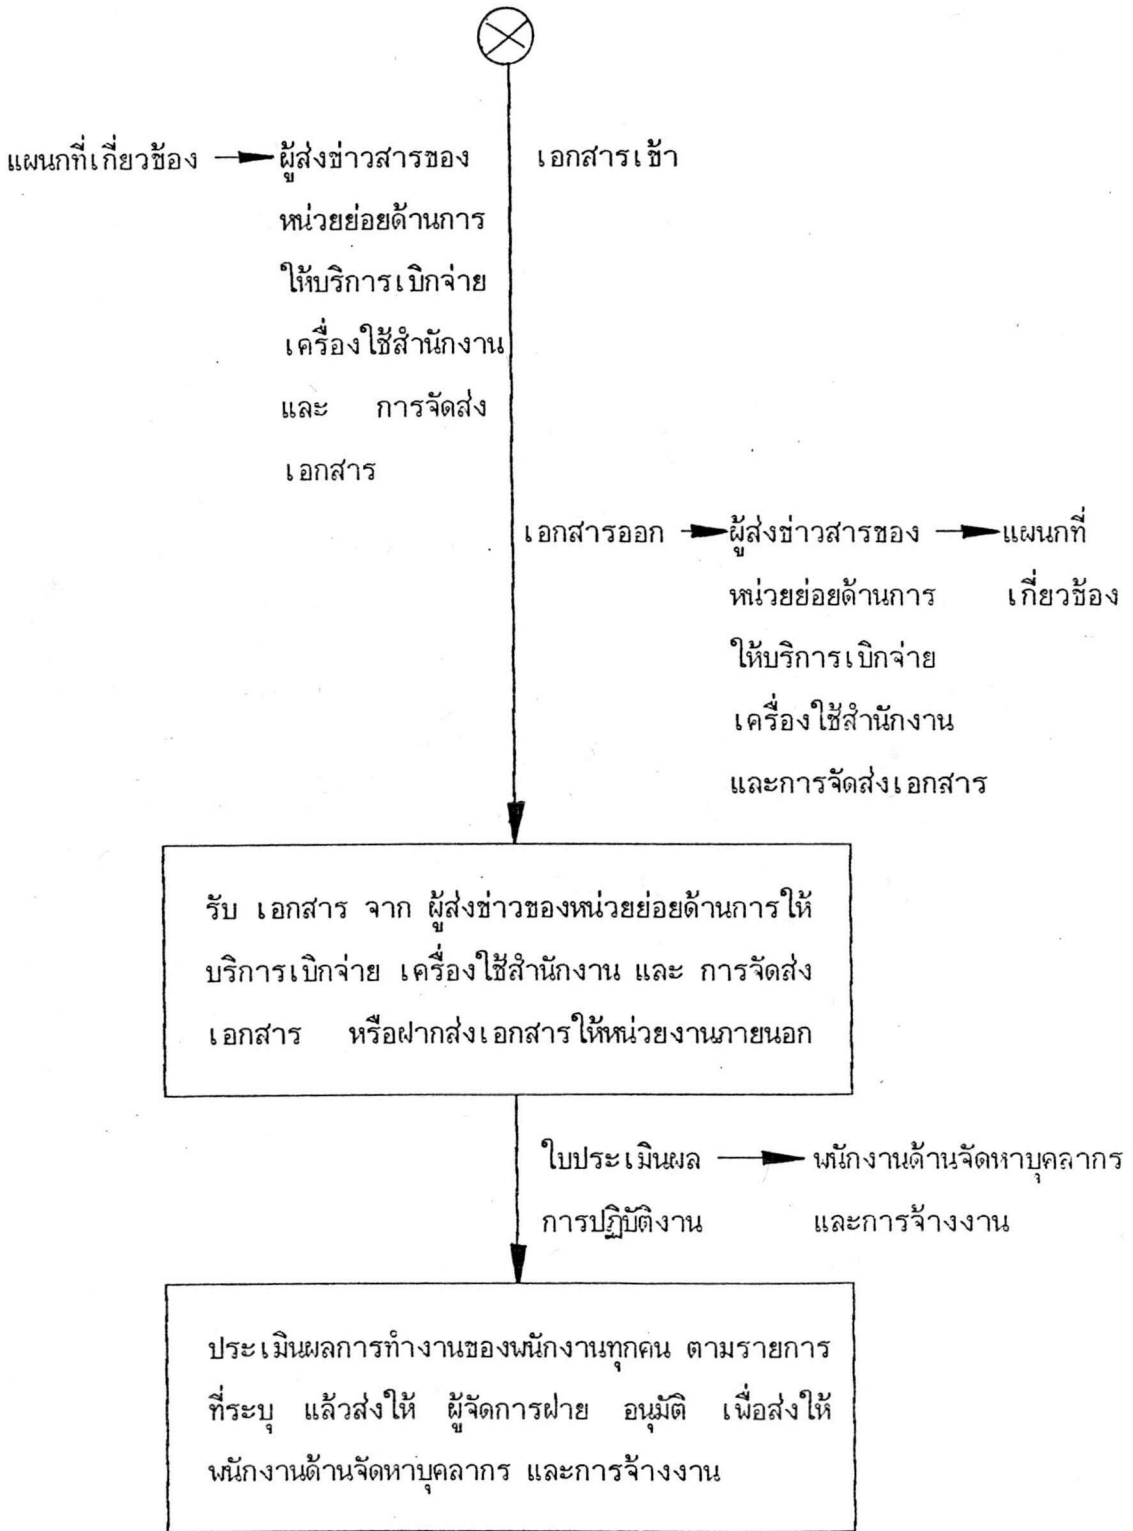 แผนกที่เกี่ยวข้อง
ผู้ส่งข่าวสารของ
หน่วยย่อยด้านการ
ให้บริการเบิกจ่าย
เครื่องใช้สำนักงาน
และ การจัดส่ง
เอกสาร
เอกสารเข้า
เอกสารออก
ผู้ส่งข่าวสารของ
หน่วยย่อยด้านการ
ให้บริการเบิกจ่าย
เครื่องใช้สำนักงาน
และการจัดส่งเอกสาร
แผนกที่
เกี่ยวข้อง
รับ เอกสาร จาก ผู้ส่งข่าวของหน่วยย่อยด้านการให้
บริการเบิกจ่าย เครื่องใช้สำนักงาน และ การจัดส่ง
เอกสาร หรือฝากส่งเอกสารให้หน่วยงานภายนอก
ใบประเมินผล
การปฏิบัติงาน
พนักงานด้านจัดหาบุคลากร
และการจ้างงาน
ประเมินผลการทำงานของพนักงานทุกคน ตามรายการ
ที่ระบุ แล้วส่งให้ ผู้จัดการฝ่าย อนุมัติ เพื่อส่งให้
พนักงานด้านจัดหาบุคลากร และการจ้างงาน